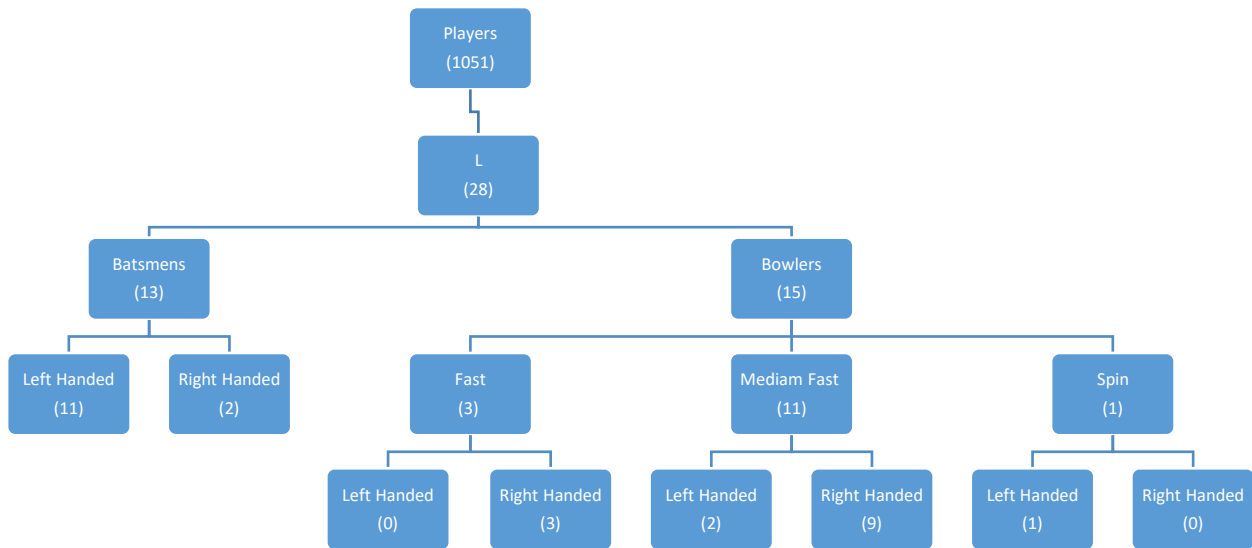 Players
(1051)
L
(28)
Batsmens
(13)
Bowlers
(15)
Left Handed
(11)
Right Handed
(2)
Fast
(3)
Mediam Fast
(11)
Spin
(1)
Left Handed
(0)
Right Handed
(3)
Left Handed
(2)
Right Handed
(9)
Left Handed
(1)
Right Handed
(0)